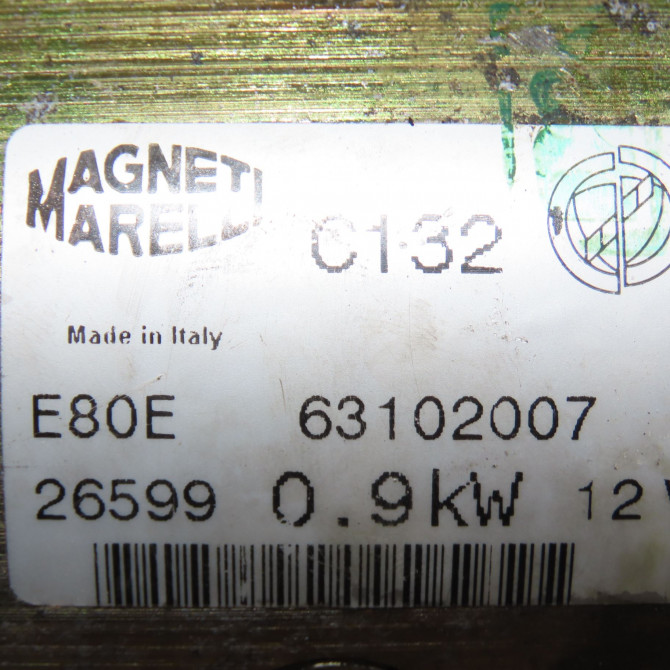 MAGNETI
MARELLI
C132
Made in Italy
E80E 63102007
26599 0.9kW 12 V